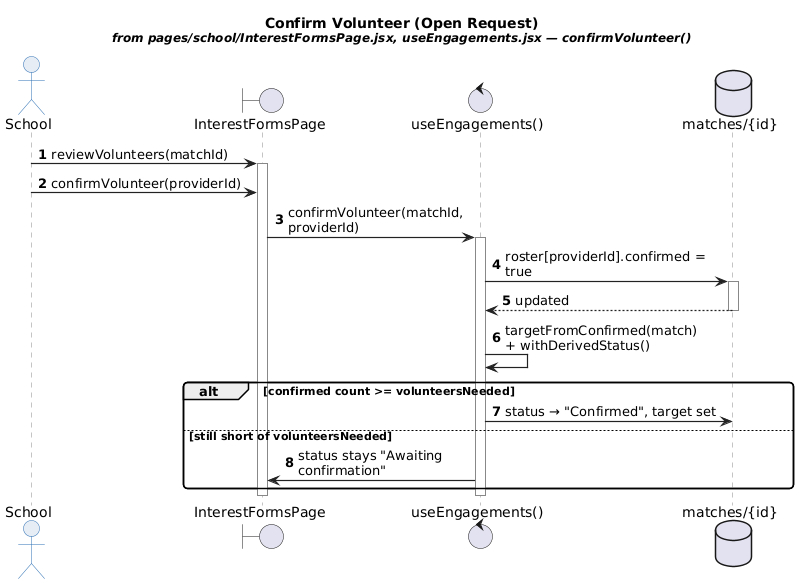 Confirm Volunteer (Open Request)
from pages/school/InterestFormsPage.jsx, useEngagements.jsx — confirmVolunteer()
School
InterestFormsPage
useEngagements()
matches/{id}
1 reviewVolunteers(matchId)
2 confirmVolunteer(providerId)
3 confirmVolunteer(matchId,
providerId)
4 roster[providerId].confirmed =
true
5 updated
6 targetFromConfirmed(match)
+ withDerivedStatus()
alt [confirmed count >= volunteersNeeded]
7 status → "Confirmed", target set
[still short of volunteersNeeded]
8 status stays "Awaiting
confirmation"
School
InterestFormsPage
useEngagements()
matches/{id}